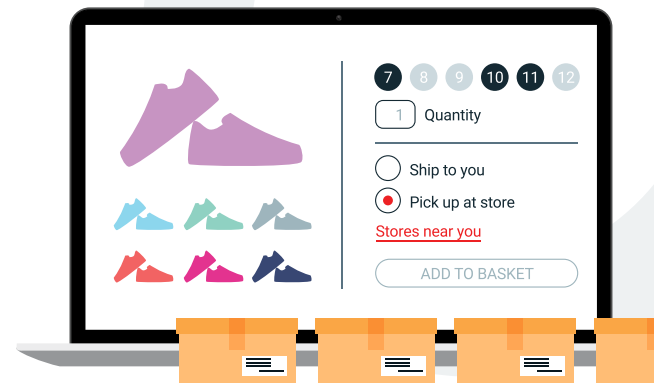 7 8 9 10 11 12
1 Quantity
Ship to you
Pick up at store
Stores near you
ADD TO BASKET